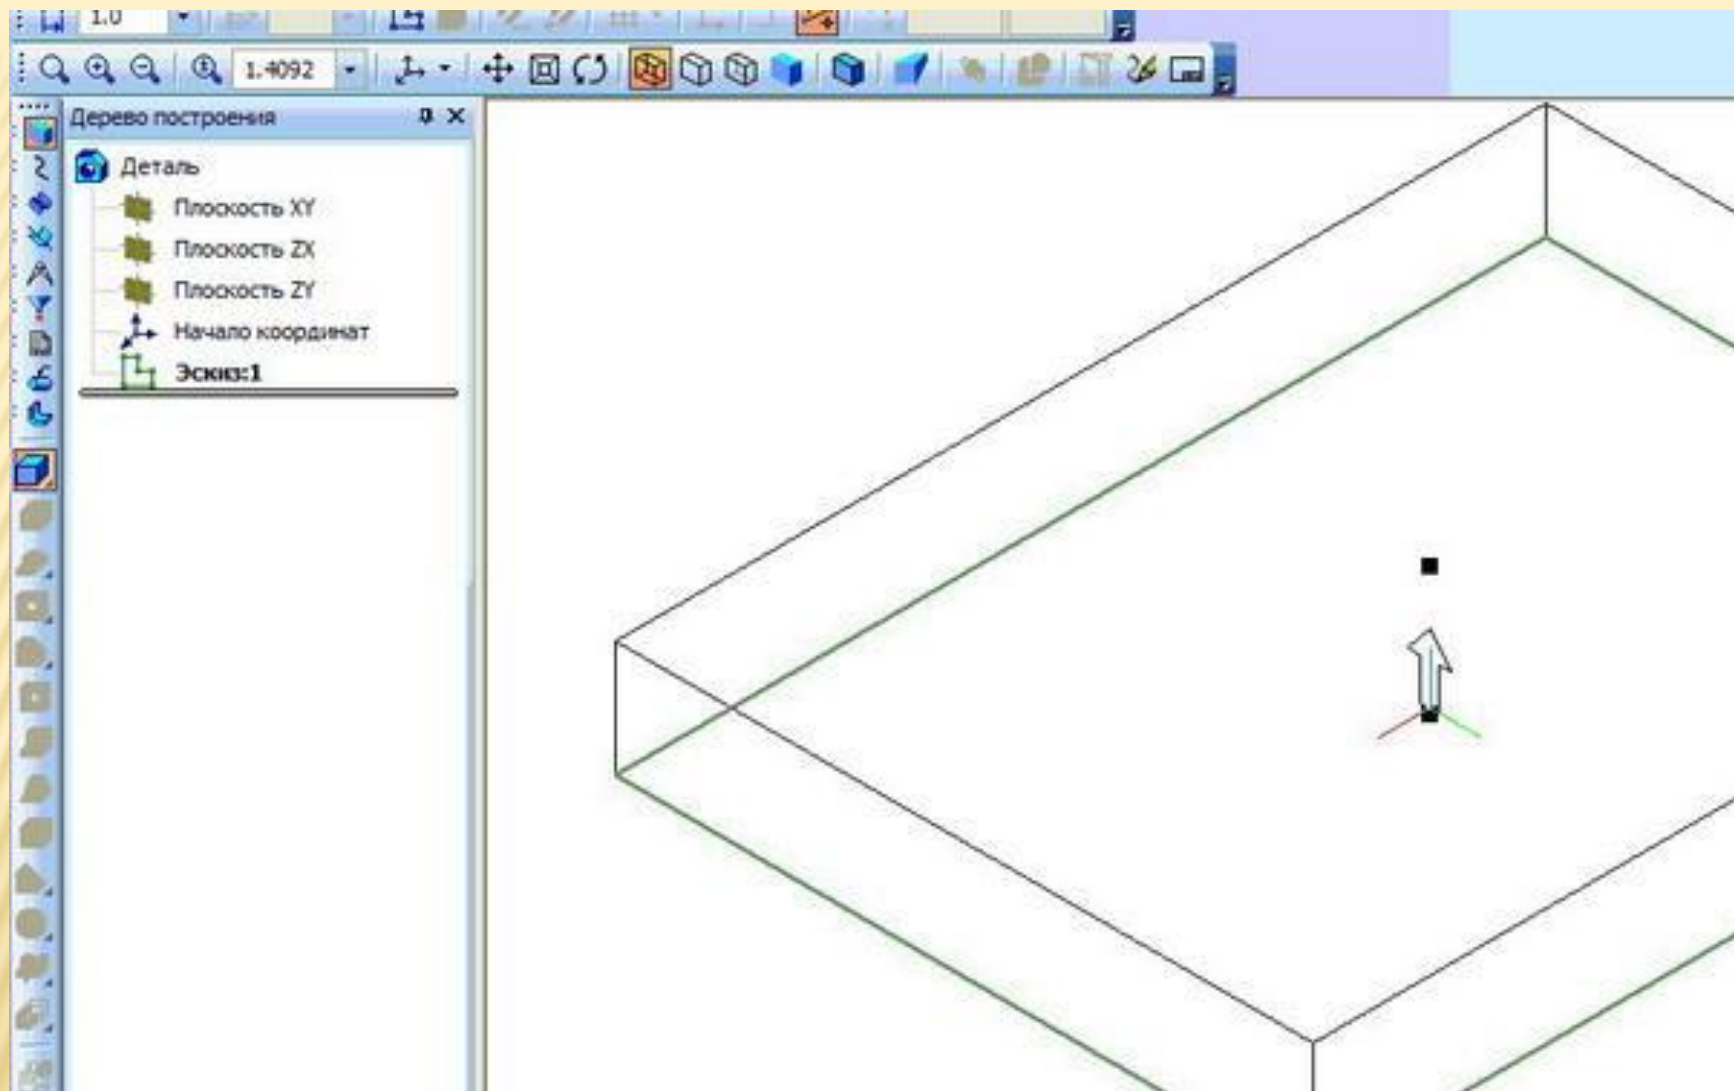 1.0
1.4092
Дерево построения
Деталь
Плоскость XY
Плоскость ZX
Плоскость ZY
Начало координат
Эскиз:1